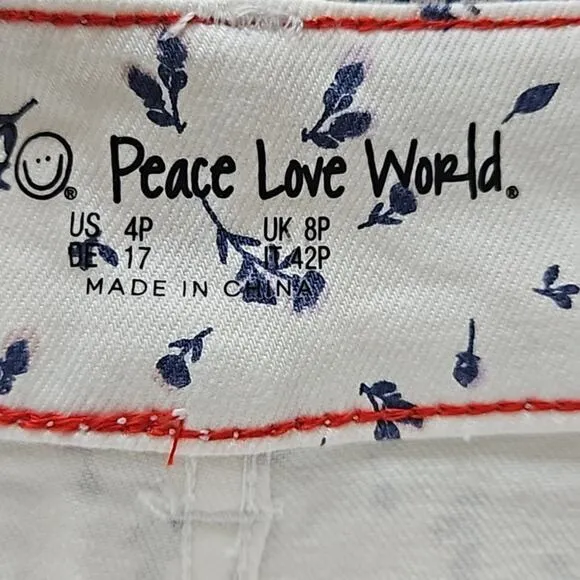 ® Peace Love World®
US 4P UK 8P
DE 17 IT 42P
MADE IN CHINA